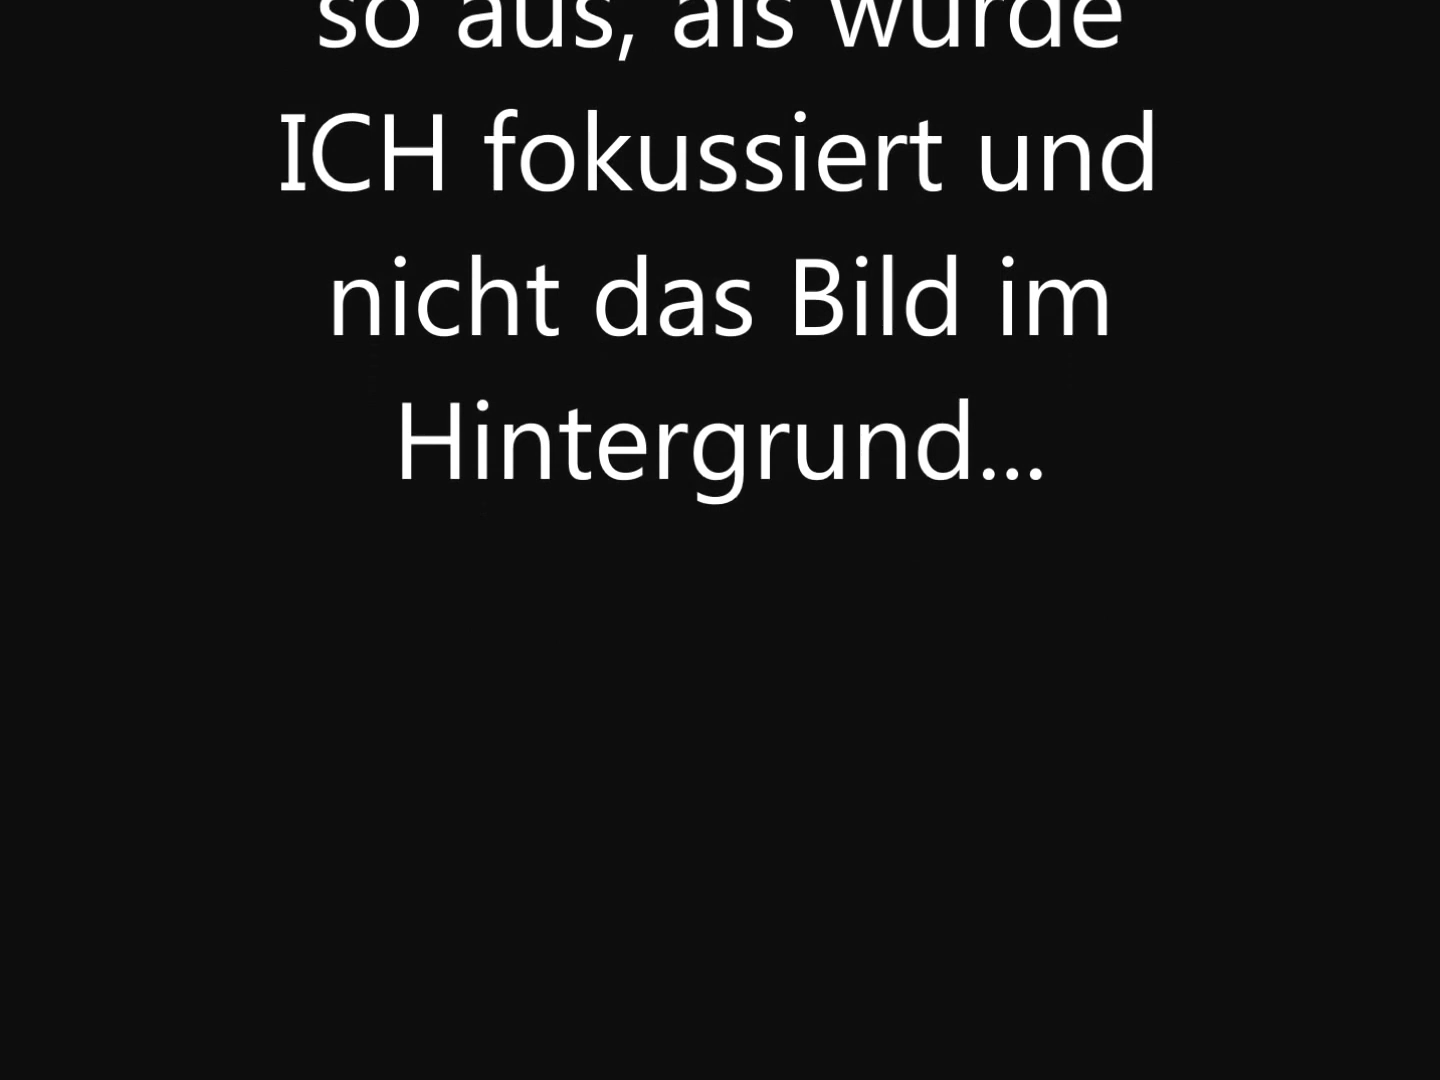 so aus, als würde
ICH fokussiert und
nicht das Bild im
Hintergrund...